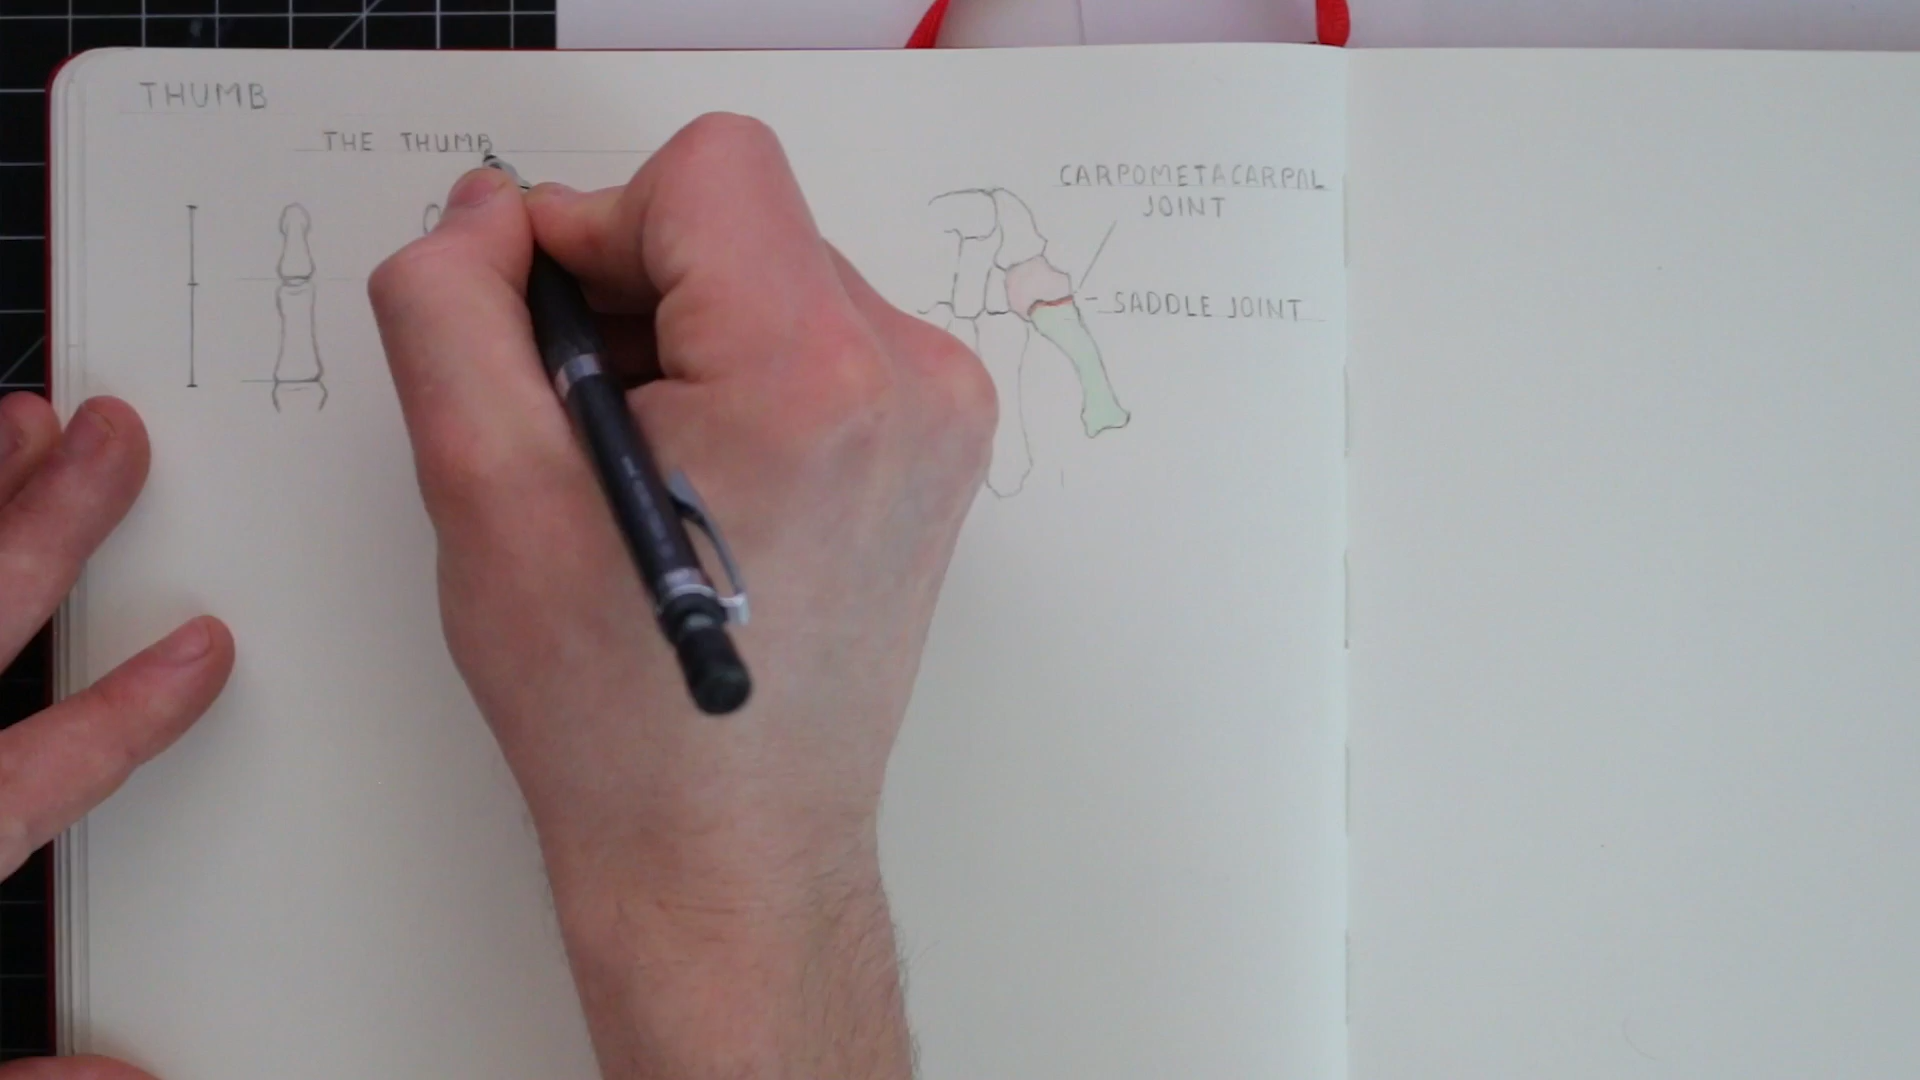 THUMB
THE THUMB
CARPOMETACARPAL
JOINT
SADDLE JOINT